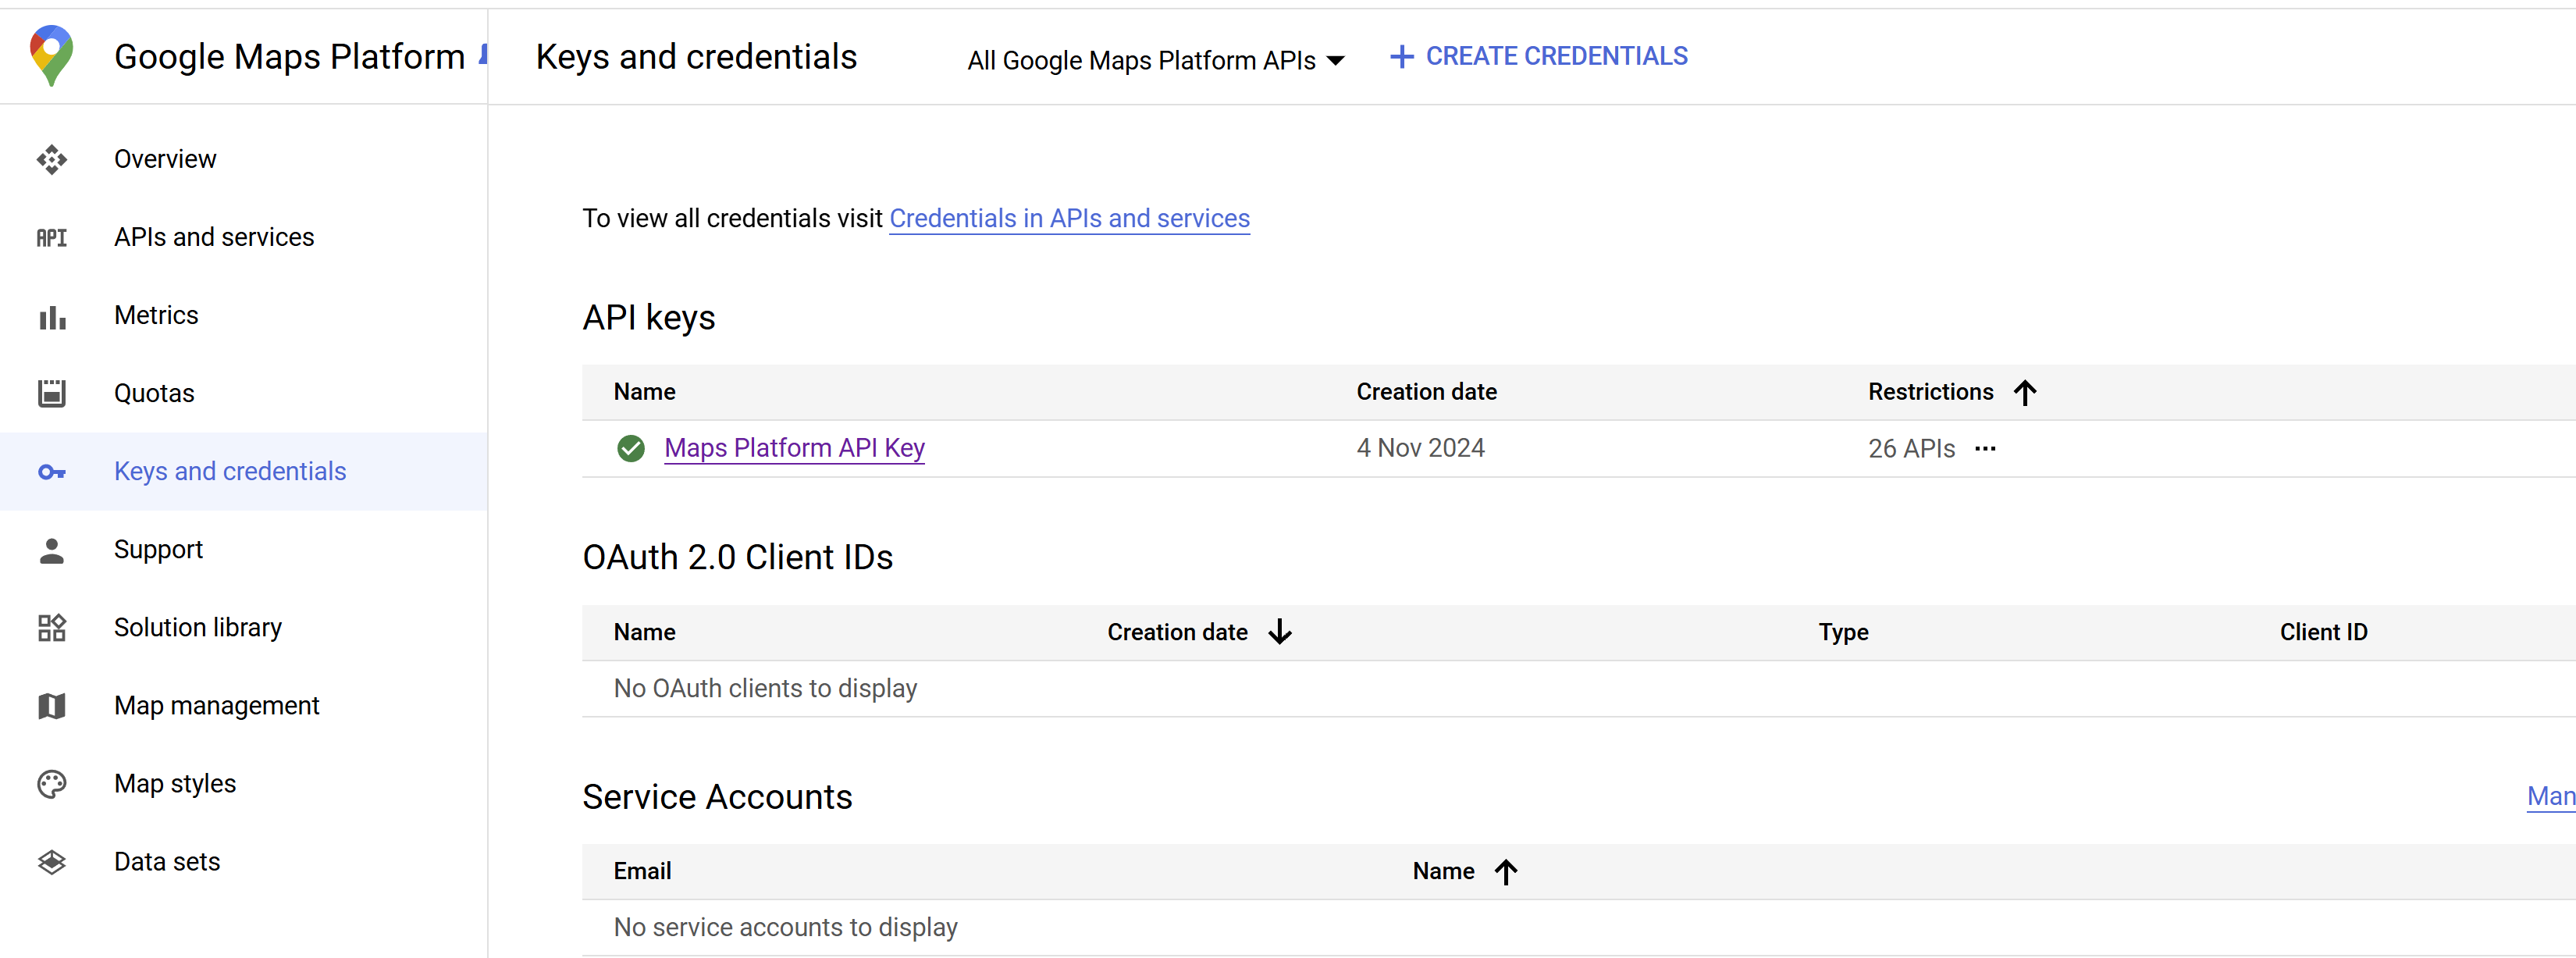 Google Maps Platform
Keys and credentials
All Google Maps Platform APIs
CREATE CREDENTIALS
Overview
API APIs and services
Metrics
Quotas
Keys and credentials
Support
Solution library
Map management
Map styles
Data sets
To view all credentials visit Credentials in APIs and services
API keys
Name Creation date Restrictions
Maps Platform API Key 4 Nov 2024 26 APIs
OAuth 2.0 Client IDs
Name Creation date Type Client ID
No OAuth clients to display
Service Accounts
Email Name
No service accounts to display